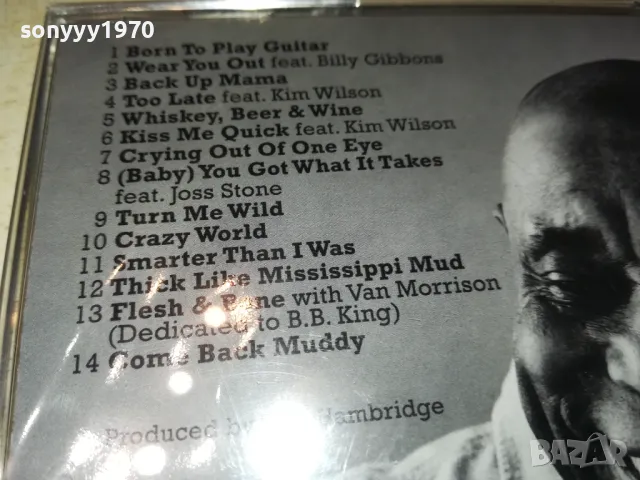 sonyyy1970
1 Born To Play Guitar
2 Wear You Out feat. Billy Gibbons
3 Back Up Mama
4 Too Late feat. Kim Wilson
5 Whiskey, Beer & Wine
6 Kiss Me Quick feat. Kim Wilson
7 Crying Out Of One Eye
8 (Baby) You Got What It Takes
feat. Joss Stone
9 Turn Me Wild
10 Crazy World
11 Smarter Than I Was
12 Thick Like Mississippi Mud
13 Flesh & Bone with Van Morrison
(Dedicated to B.B. King)
14 Come Back Muddy
Produced by Hambridge
BAZAR